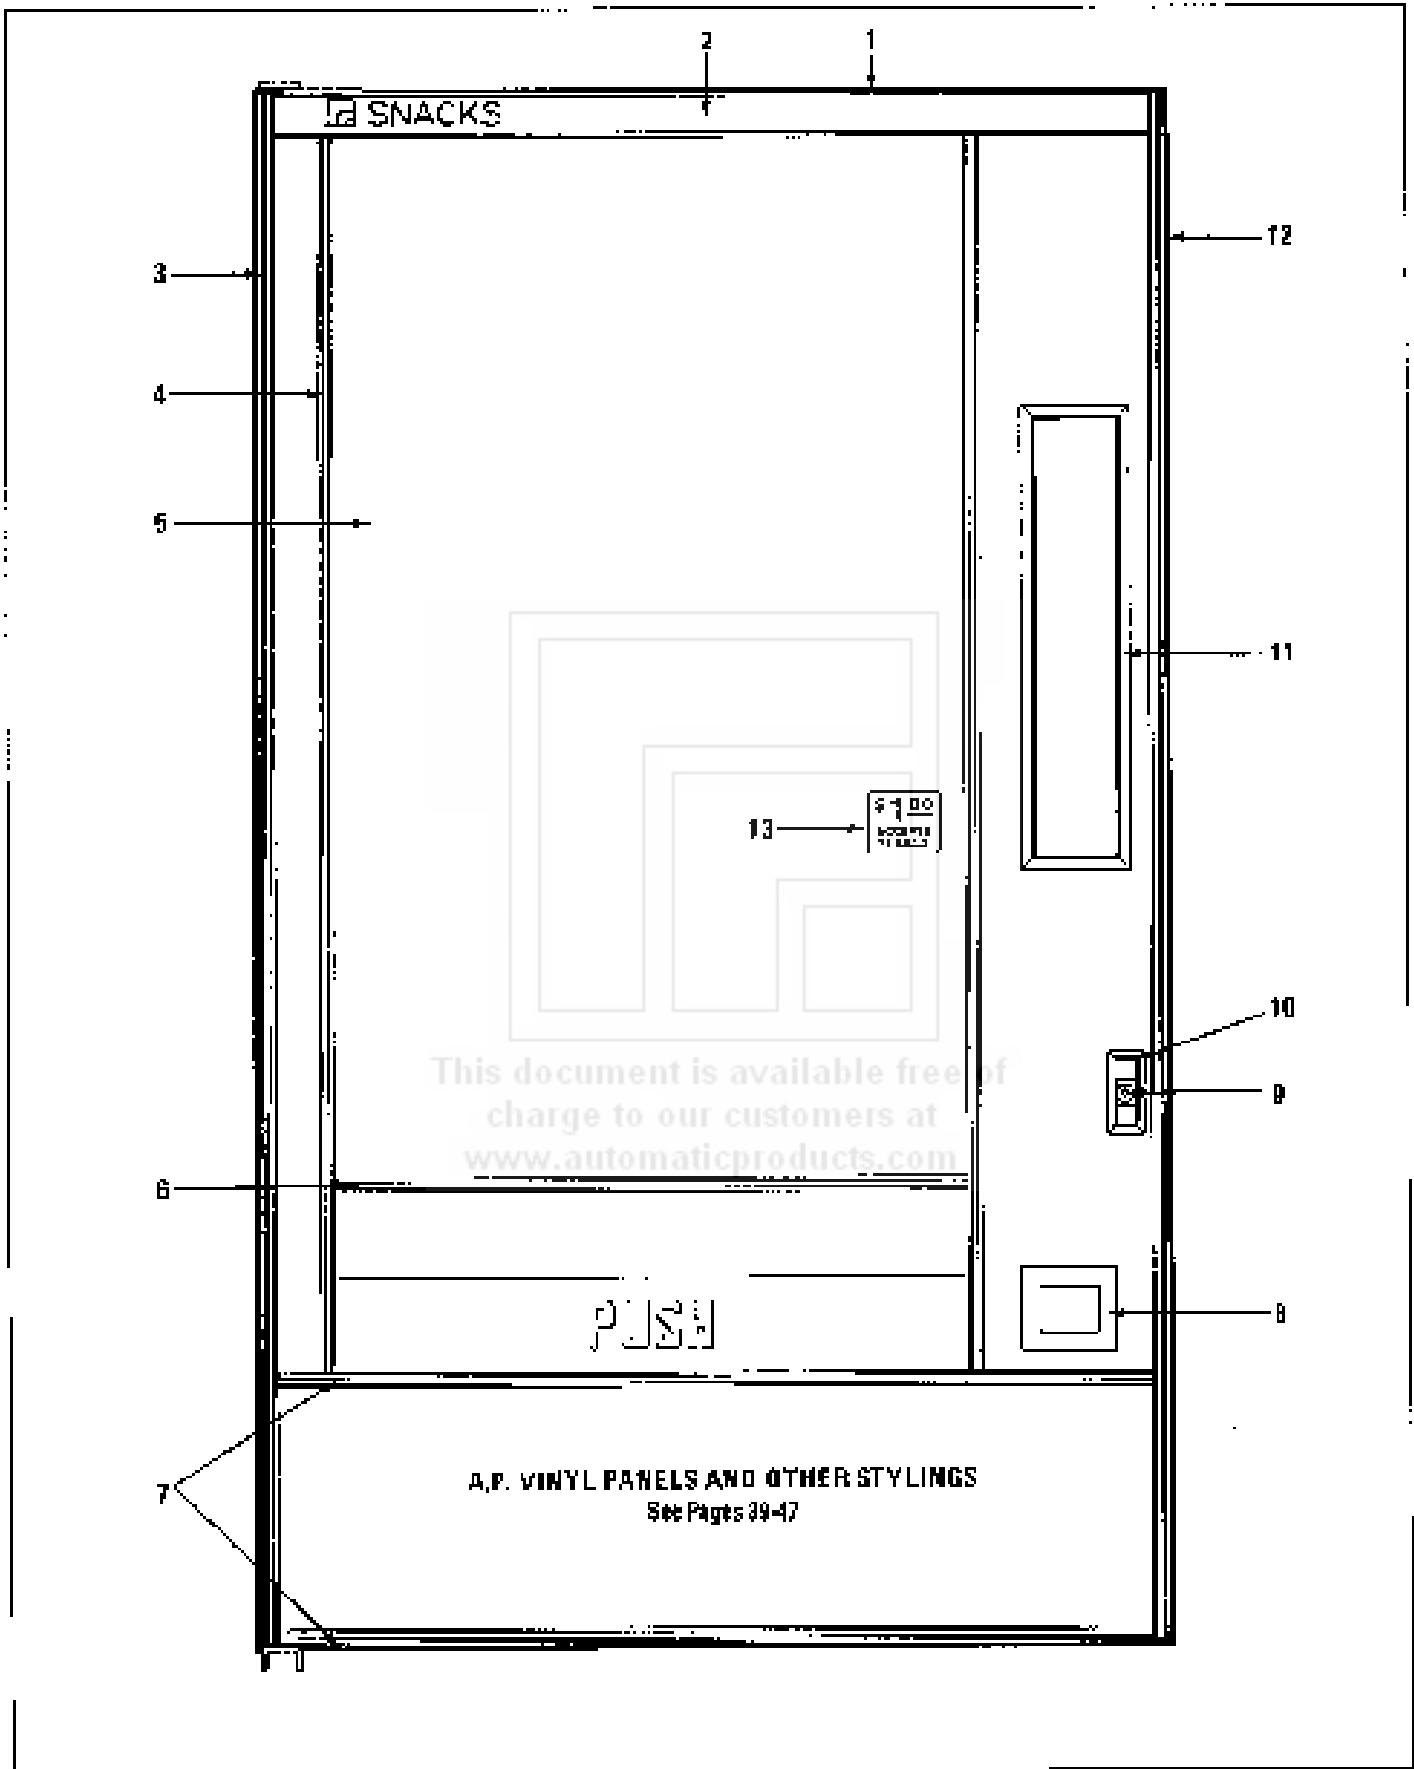 2
1
SNACKS
12
3
4
5
11
13
10
9
This document is available free of
charge to our customers at
www.automaticproducts.com
6
PUSH
8
7
A.P. VINYL PANELS AND OTHER STYLINGS
See Pages 39-47